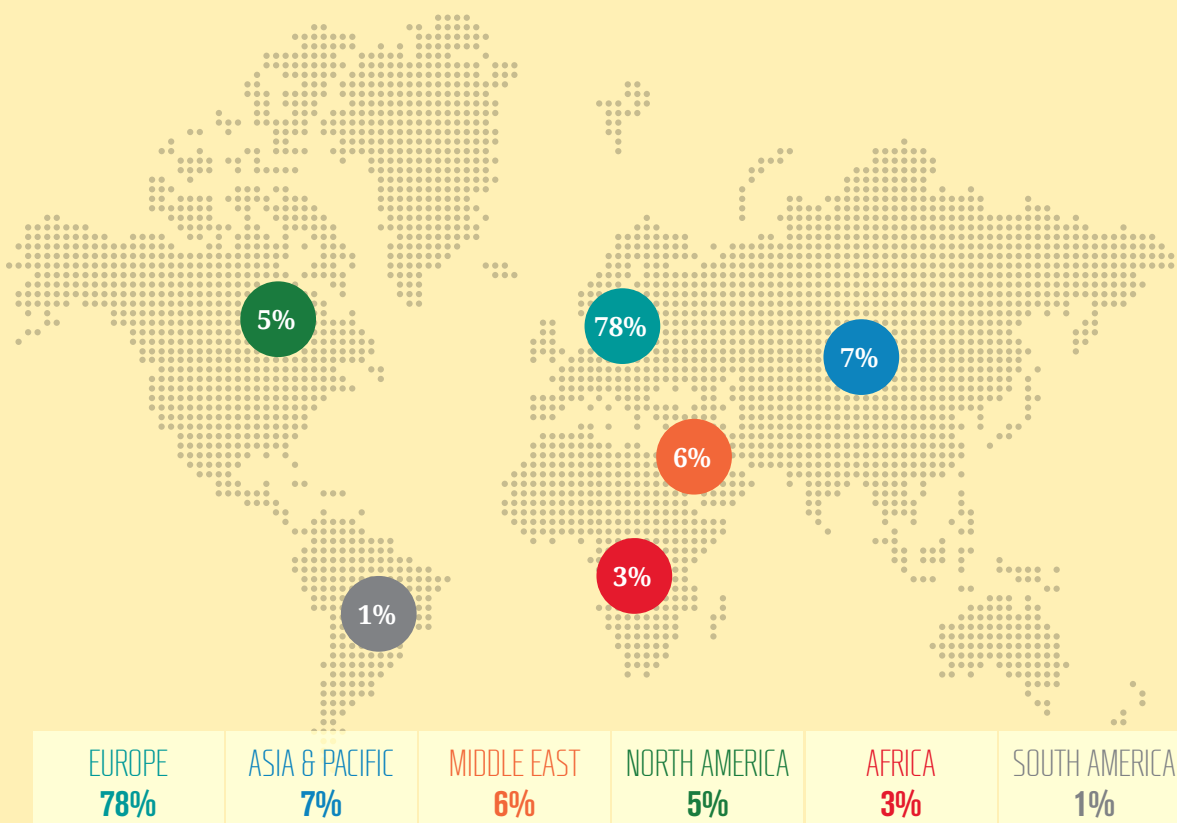 5%
78%
7%
6%
3%
1%
EUROPE
78%
ASIA & PACIFIC
7%
MIDDLE EAST
6%
NORTH AMERICA
5%
AFRICA
3%
SOUTH AMERICA
1%